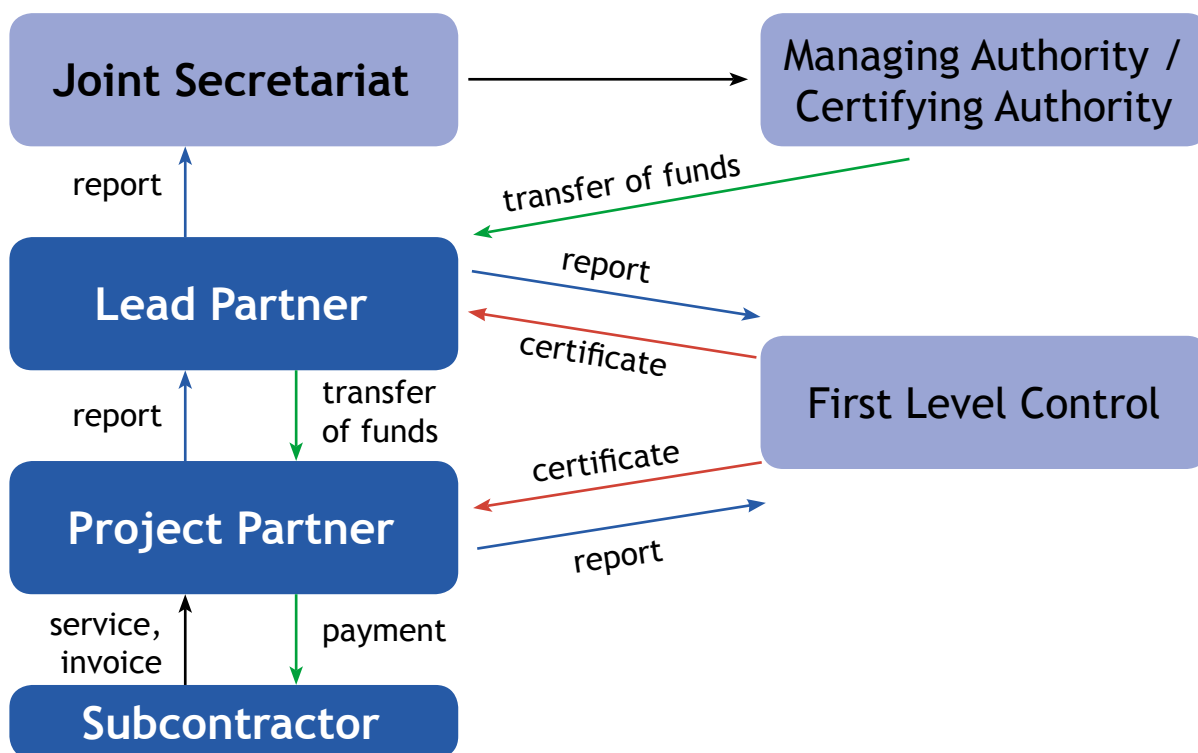 Joint Secretariat
Managing Authority /
Certifying Authority
report
transfer of funds
Lead Partner
report
certificate
First Level Control
report
transfer
of funds
certificate
Project Partner
report
service,
invoice
payment
Subcontractor